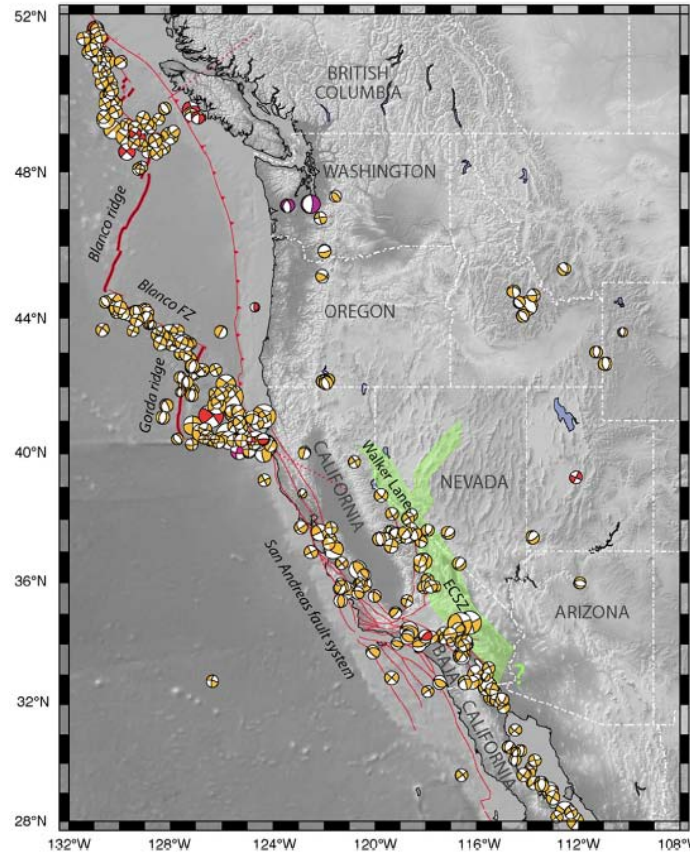 52°N
48°N
44°N
40°N
36°N
32°N
28°N
132°W
128°W
124°W
120°W
116°W
112°W
108°W
BRITISH
COLUMBIA
WASHINGTON
OREGON
CALIFORNIA
NEVADA
ARIZONA
BAJA
CALIFORNIA
Blanco ridge
Blanco FZ
Gorda ridge
Walker Lane
ECSZ
San Andreas fault system